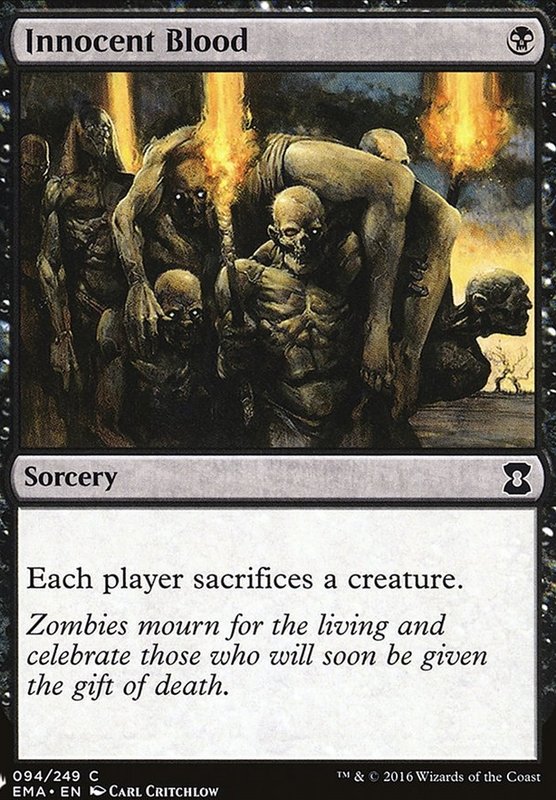 Innocent Blood
Sorcery
Each player sacrifices a creature.
Zombies mourn for the living and
celebrate those who will soon be given
the gift of death.
094/249 C
EMA • EN Carl Critchlow
™ & © 2016 Wizards of the Coast